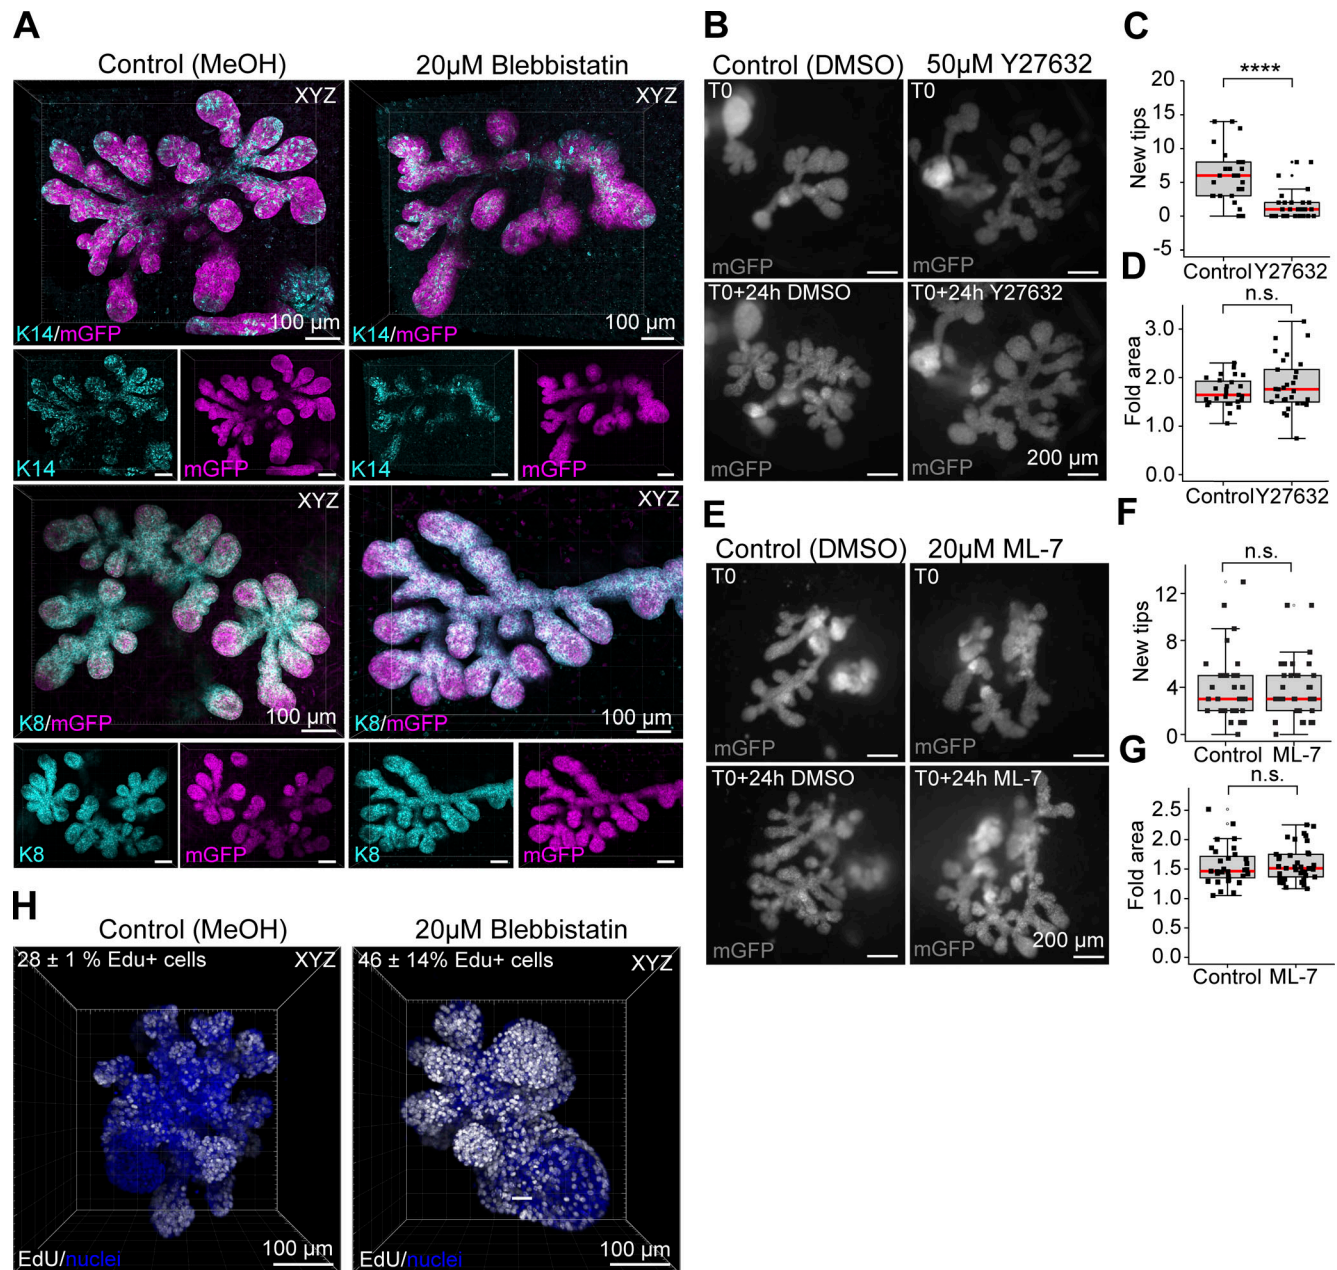 A
Control (MeOH)
20µM Blebbistatin
XYZ
XYZ
100 µm
100 µm
K14/mGFP
K14/mGFP
K14
mGFP
K14
mGFP
XYZ
XYZ
100 µm
100 µm
K8/mGFP
K8/mGFP
K8
mGFP
K8
mGFP
B
Control (DMSO)
50µM Y27632
T0
T0
mGFP
mGFP
T0+24h DMSO
T0+24h Y27632
200 µm
mGFP
mGFP
C
20
15
10
5
0
-5
New tips
****
Control Y27632
D
n.s.
3.0
2.0
1.0
0.0
Fold area
Control Y27632
E
Control (DMSO)
20µM ML-7
T0
T0
mGFP
mGFP
T0+24h DMSO
T0+24h ML-7
200 µm
mGFP
mGFP
F
n.s.
12
8
4
0
New tips
Control ML-7
G
n.s.
2.5
2.0
1.5
1.0
0.5
0.0
Fold area
Control ML-7
H
Control (MeOH)
20µM Blebbistatin
28 ± 1 % Edu+ cells
XYZ
46 ± 14% Edu+ cells
XYZ
100 µm
100 µm
EdU/nuclei
EdU/nuclei